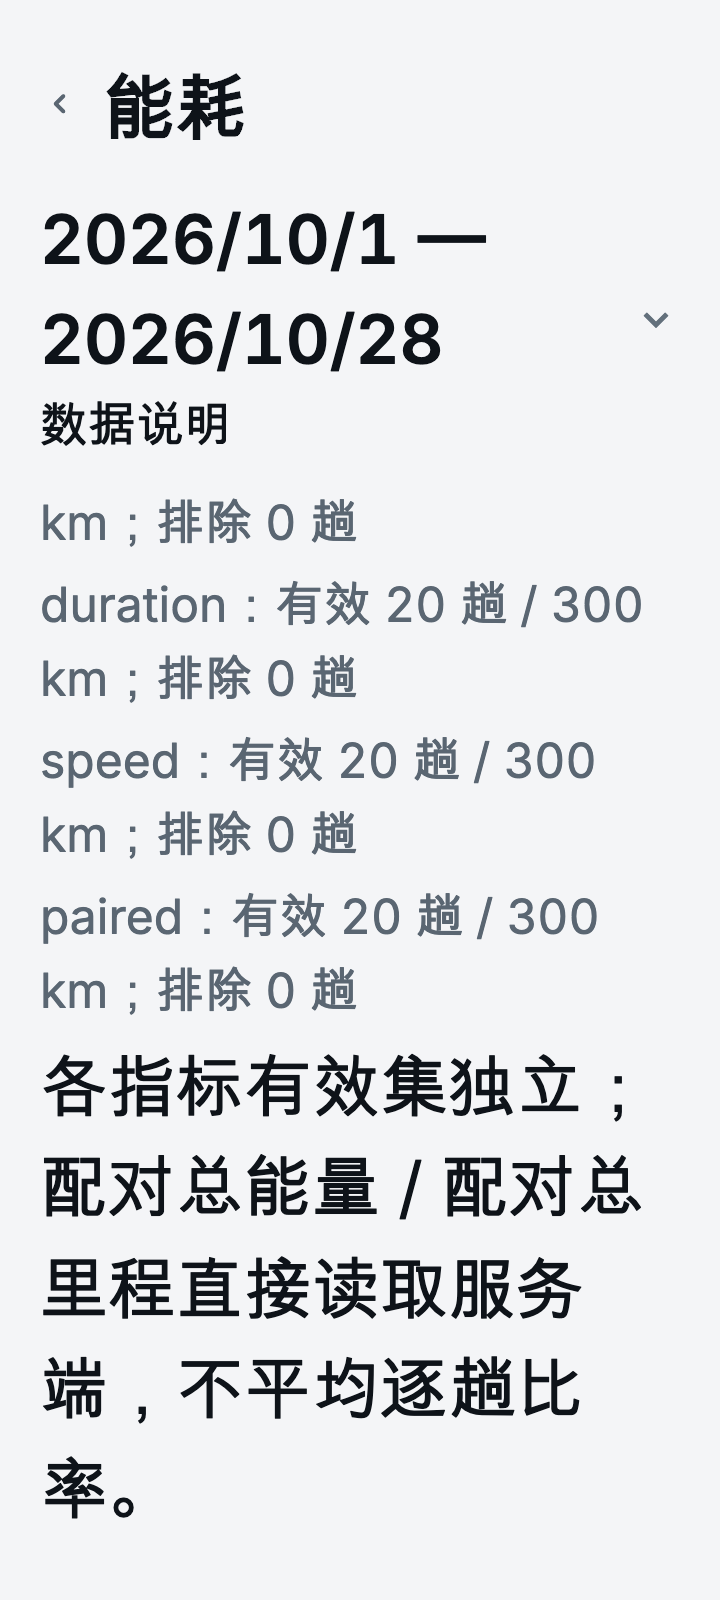 能耗
2026/10/1 —
2026/10/28
数据说明
km；排除 0 趟
duration：有效 20 趟 / 300
km；排除 0 趟
speed：有效 20 趟 / 300
km；排除 0 趟
paired：有效 20 趟 / 300
km；排除 0 趟
各指标有效集独立；
配对总能量 / 配对总
里程直接读取服务
端，不平均逐趟比
率。